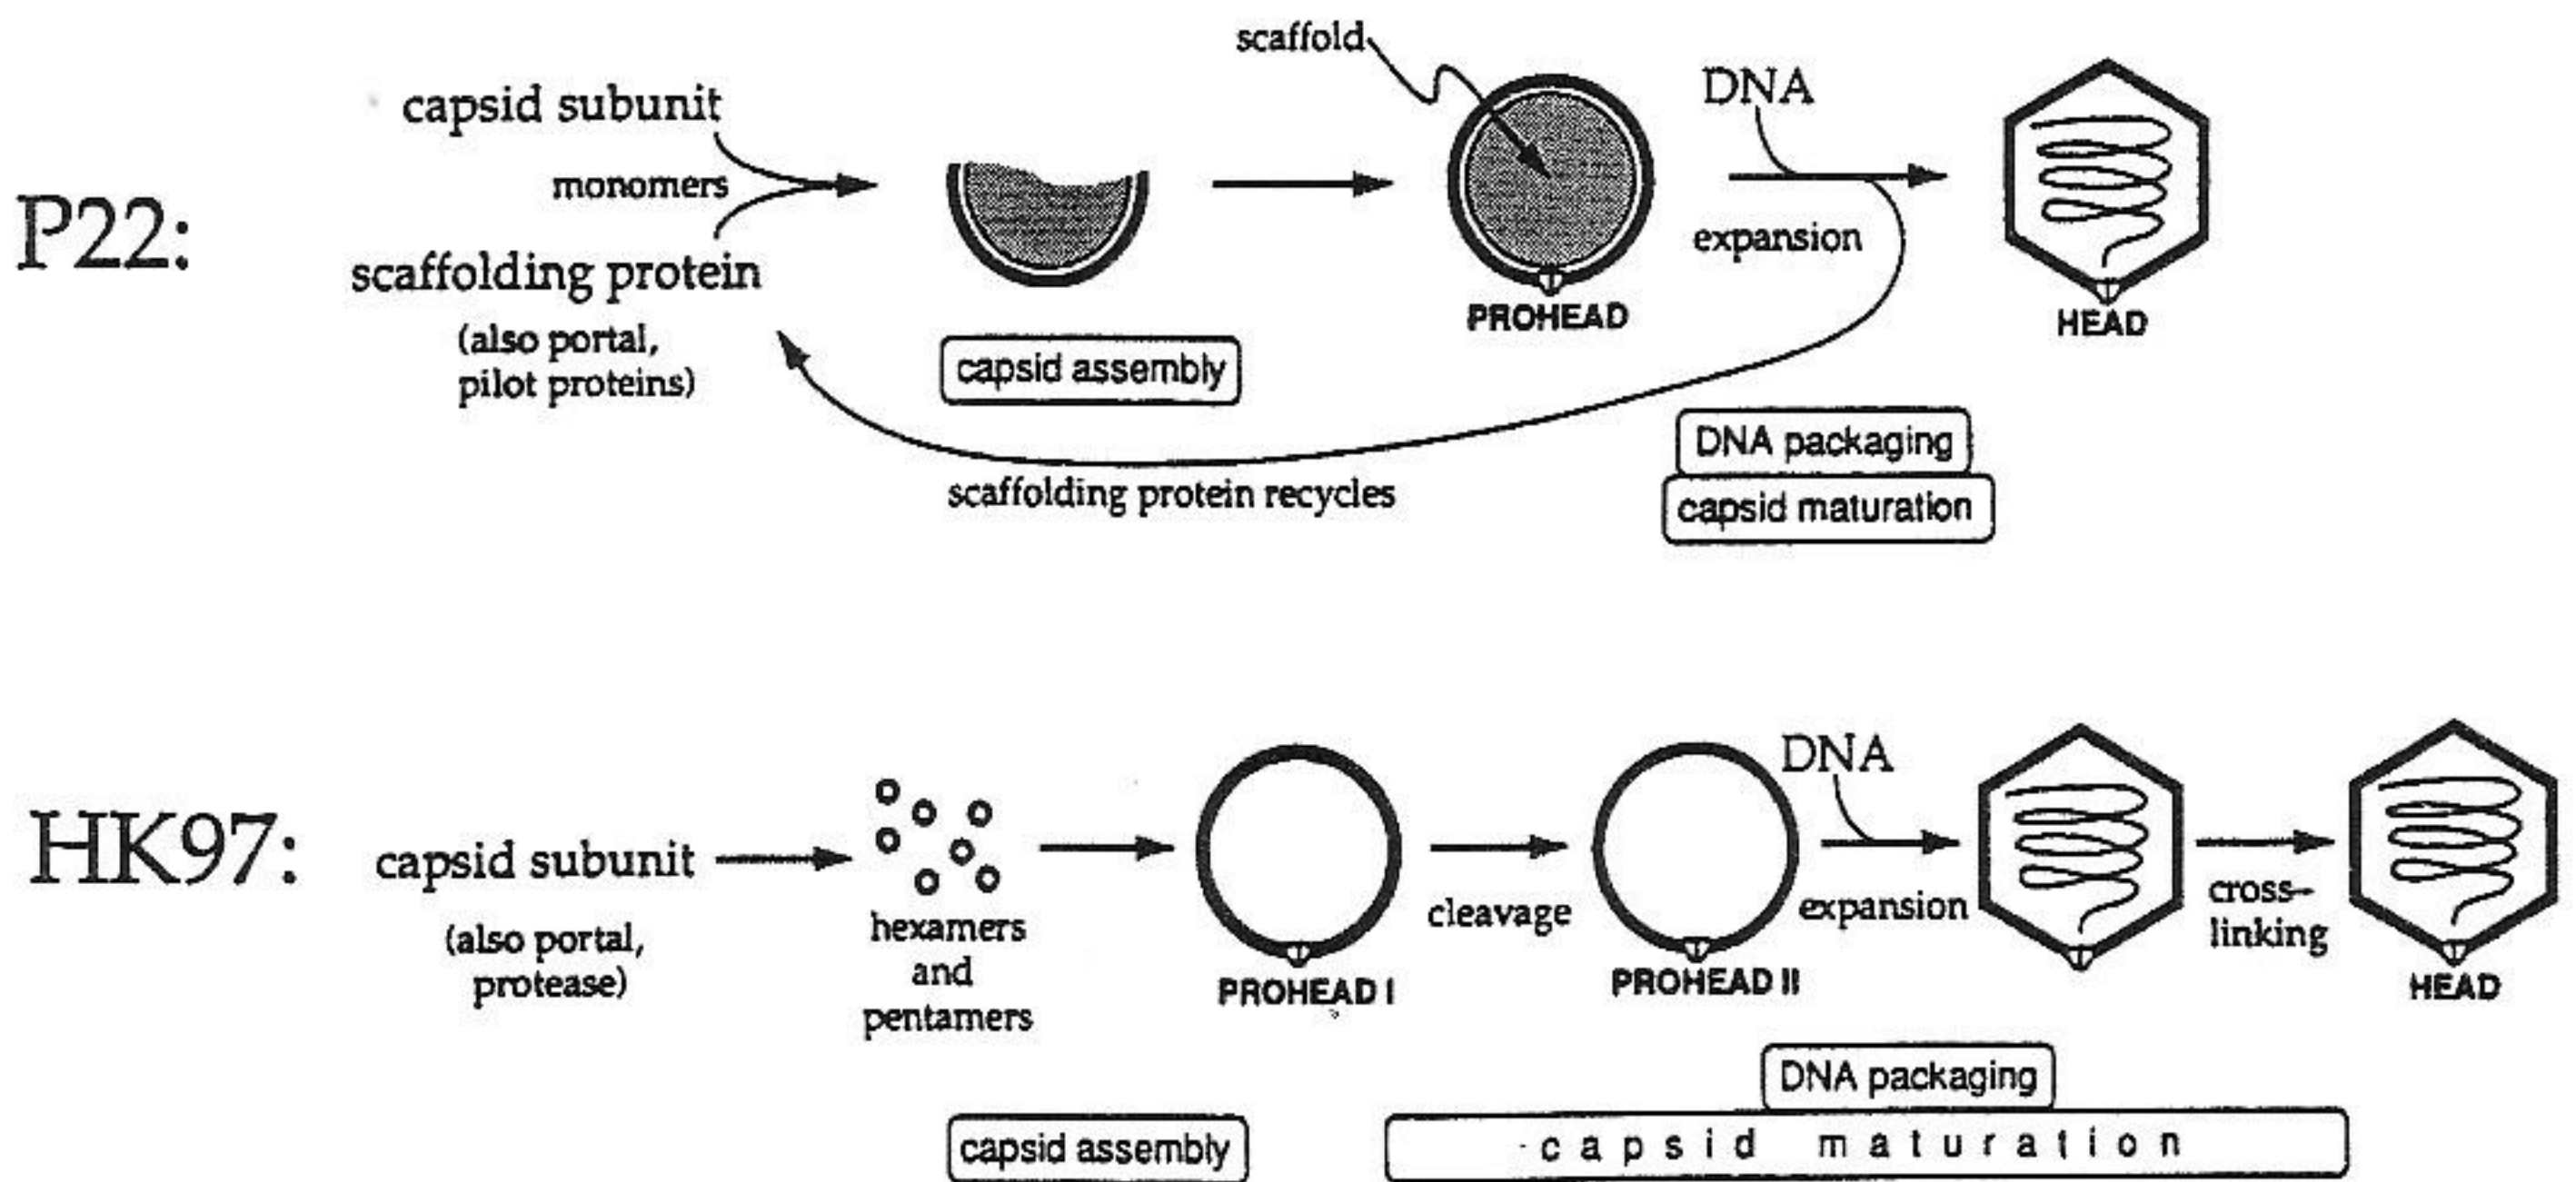 scaffold
capsid subunit
monomers
scaffolding protein
(also portal,
pilot proteins)
P22:
capsid assembly
PROHEAD
DNA
expansion
HEAD
scaffolding protein recycles
DNA packaging
capsid maturation
HK97:
capsid subunit
(also portal,
protease)
hexamers
and
pentamers
PROHEAD I
cleavage
PROHEAD II
DNA
expansion
cross-
linking
HEAD
capsid assembly
DNA packaging
capsid maturation